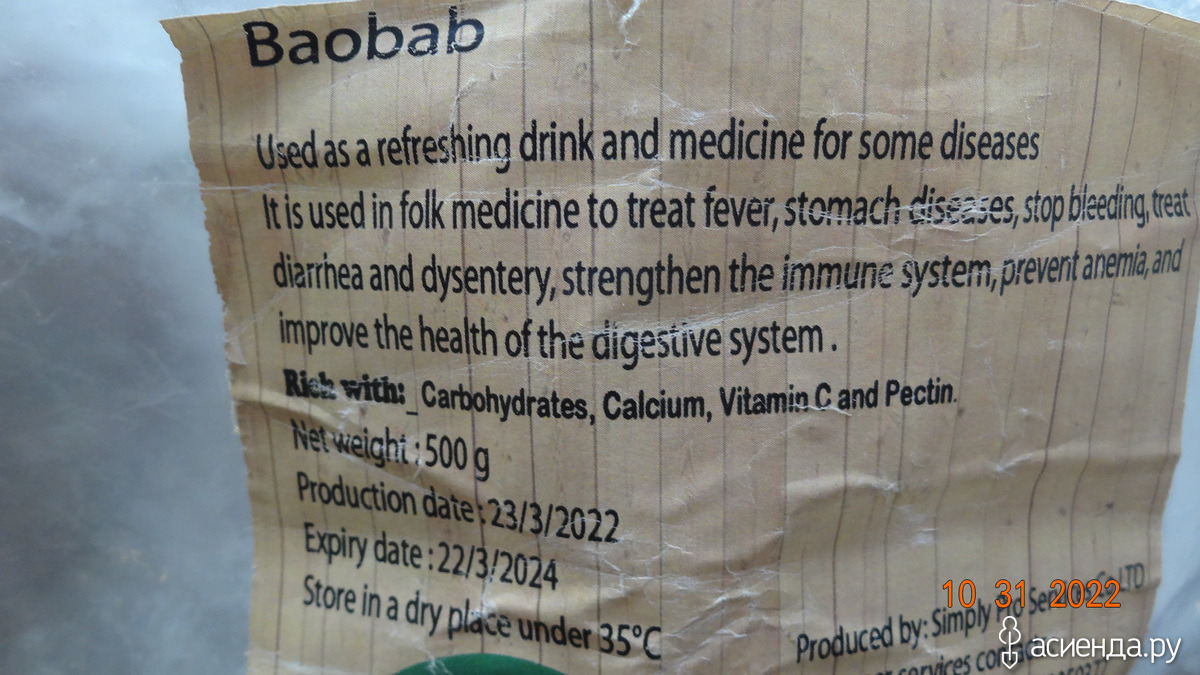 Baobab
Used as a refreshing drink and medicine for some diseases
It is used in folk medicine to treat fever, stomach diseases, stop bleeding, treat
diarrhea and dysentery, strengthen the immune system, prevent anemia, and
improve the health of the digestive system .
Rich with:_ Carbohydrates, Calcium, Vitamin C and Pectin.
Net weight : 500 g
Production date : 23/3/2022
Expiry date : 22/3/2024
Store in a dry place under 35°C
10 31 2022
Produced by: Simply Co LTD
services
асиенда.ру